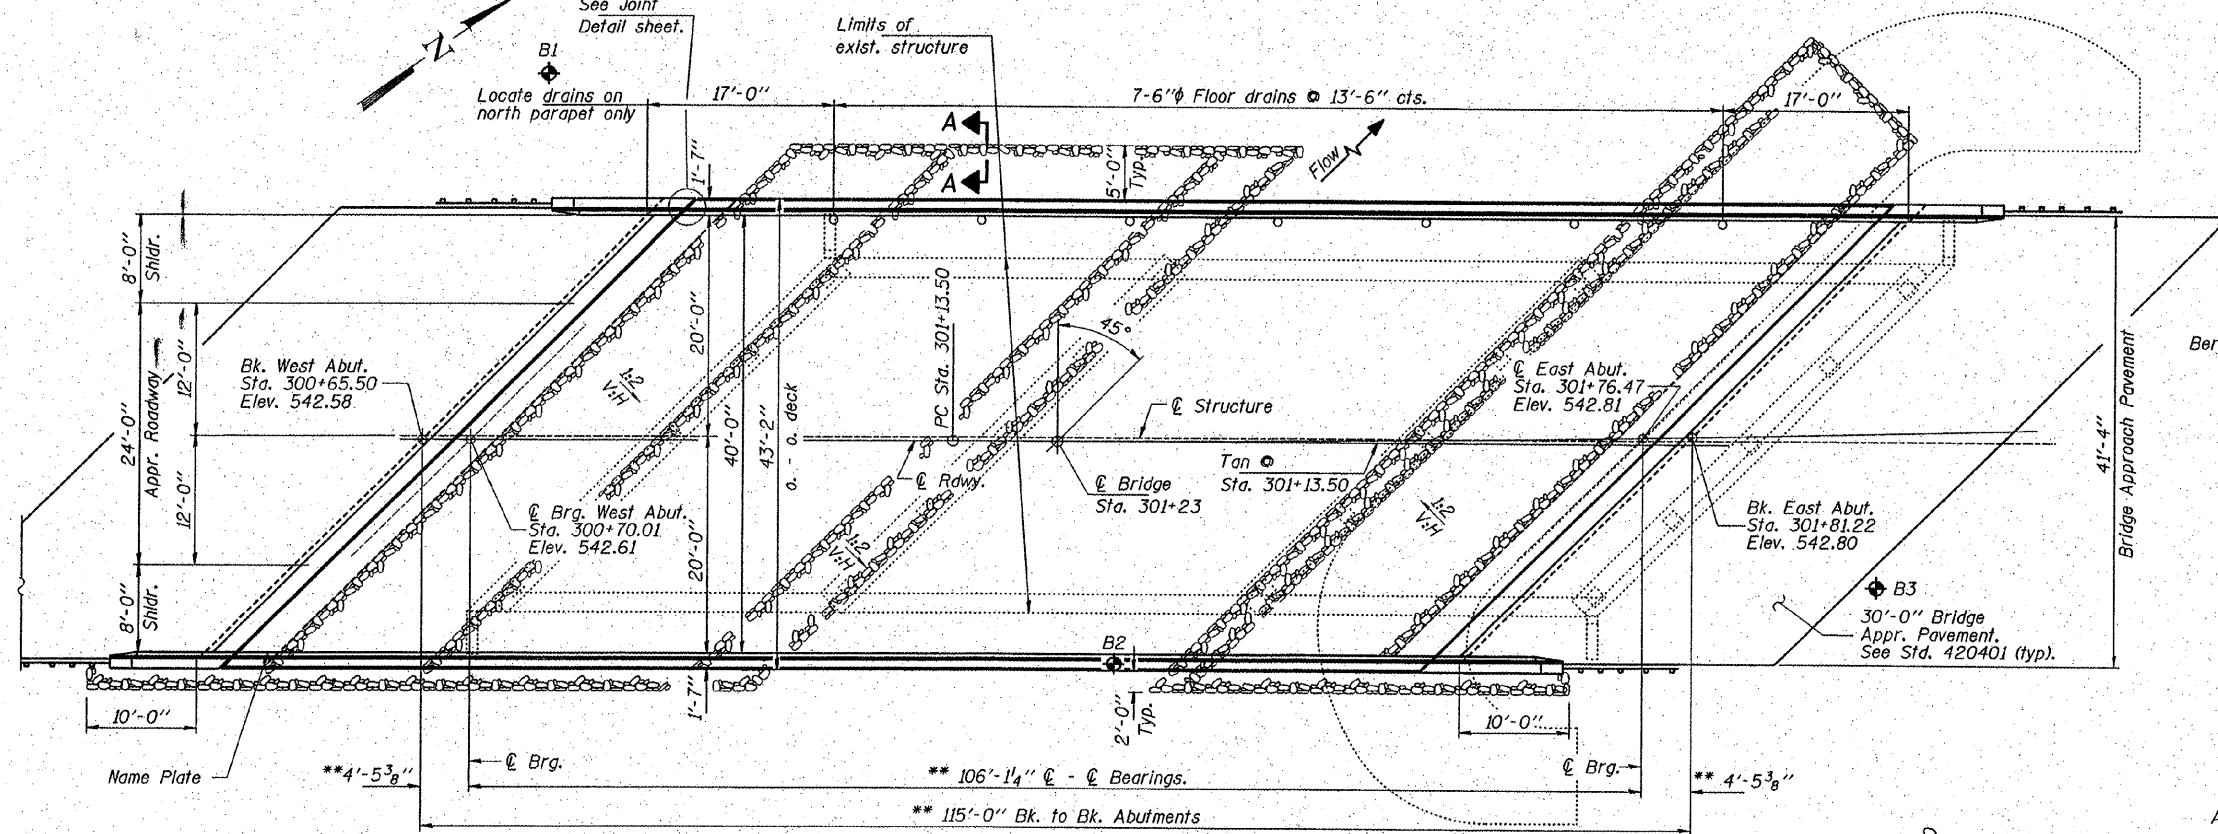 See Joint
Detail sheet.
Limits of
exist. structure
N
B1
Locate drains on
north parapet only
17'-0"
7-6"ϕ Floor drains @ 13'-6" cts.
17'-0"
A
A
1'-7"
5'-0"
Typ.
Flow
8'-0"
Shldr.
24'-0"
Appr. Roadway
12'-0"
12'-0"
8'-0"
Shldr.
20'-0"
20'-0"
40'-0"
43'-2"
o. - o. deck
PC Sta. 301+13.50
45°
Bk. West Abut.
Sta. 300+65.50
Elev. 542.58
1:2
V:H
℄ Structure
℄ East Abut.
Sta. 301+76.47
Elev. 542.81
Ber
41'-4"
Bridge Approach Pavement
℄ Rdwy.
Tan @
Sta. 301+13.50
℄ Bridge
Sta. 301+23
℄ Brg. West Abut.
Sta. 300+70.01
Elev. 542.61
1:2
V:H
1:2
V:H
Bk. East Abut.
Sta. 301+81.22
Elev. 542.80
B3
30'-0" Bridge
Appr. Pavement.
See Std. 420401 (typ).
B2
1'-7"
2'-0"
Typ.
10'-0"
10'-0"
Name Plate
**4'-5⅜"
℄ Brg.
** 106'-1¼" ℄ - ℄ Bearings.
℄ Brg.
** 4'-5⅜"
** 115'-0" Bk. to Bk. Abutments
A